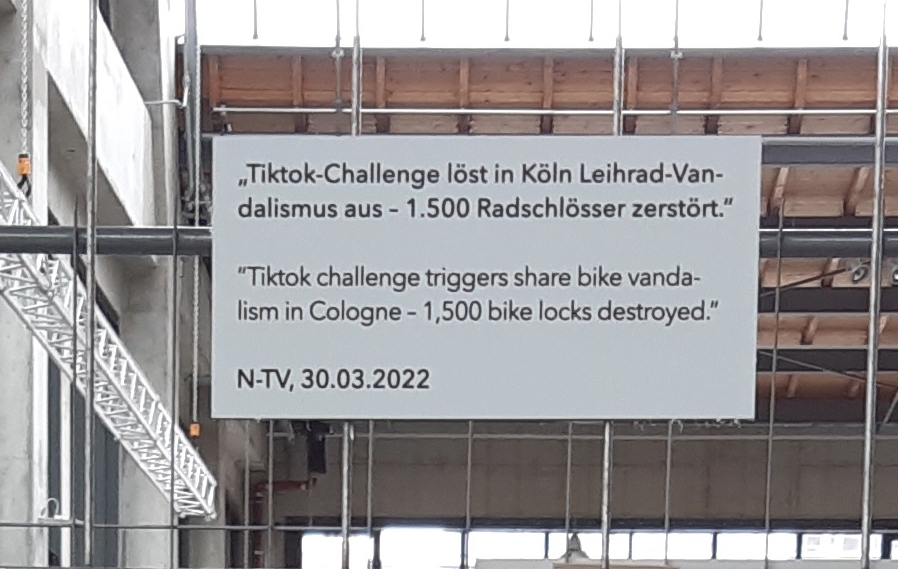 „Tiktok-Challenge löst in Köln Leihrad-Van-
dalismus aus – 1.500 Radschlösser zerstört.“
“Tiktok challenge triggers share bike vanda-
lism in Cologne – 1,500 bike locks destroyed.”
N-TV, 30.03.2022